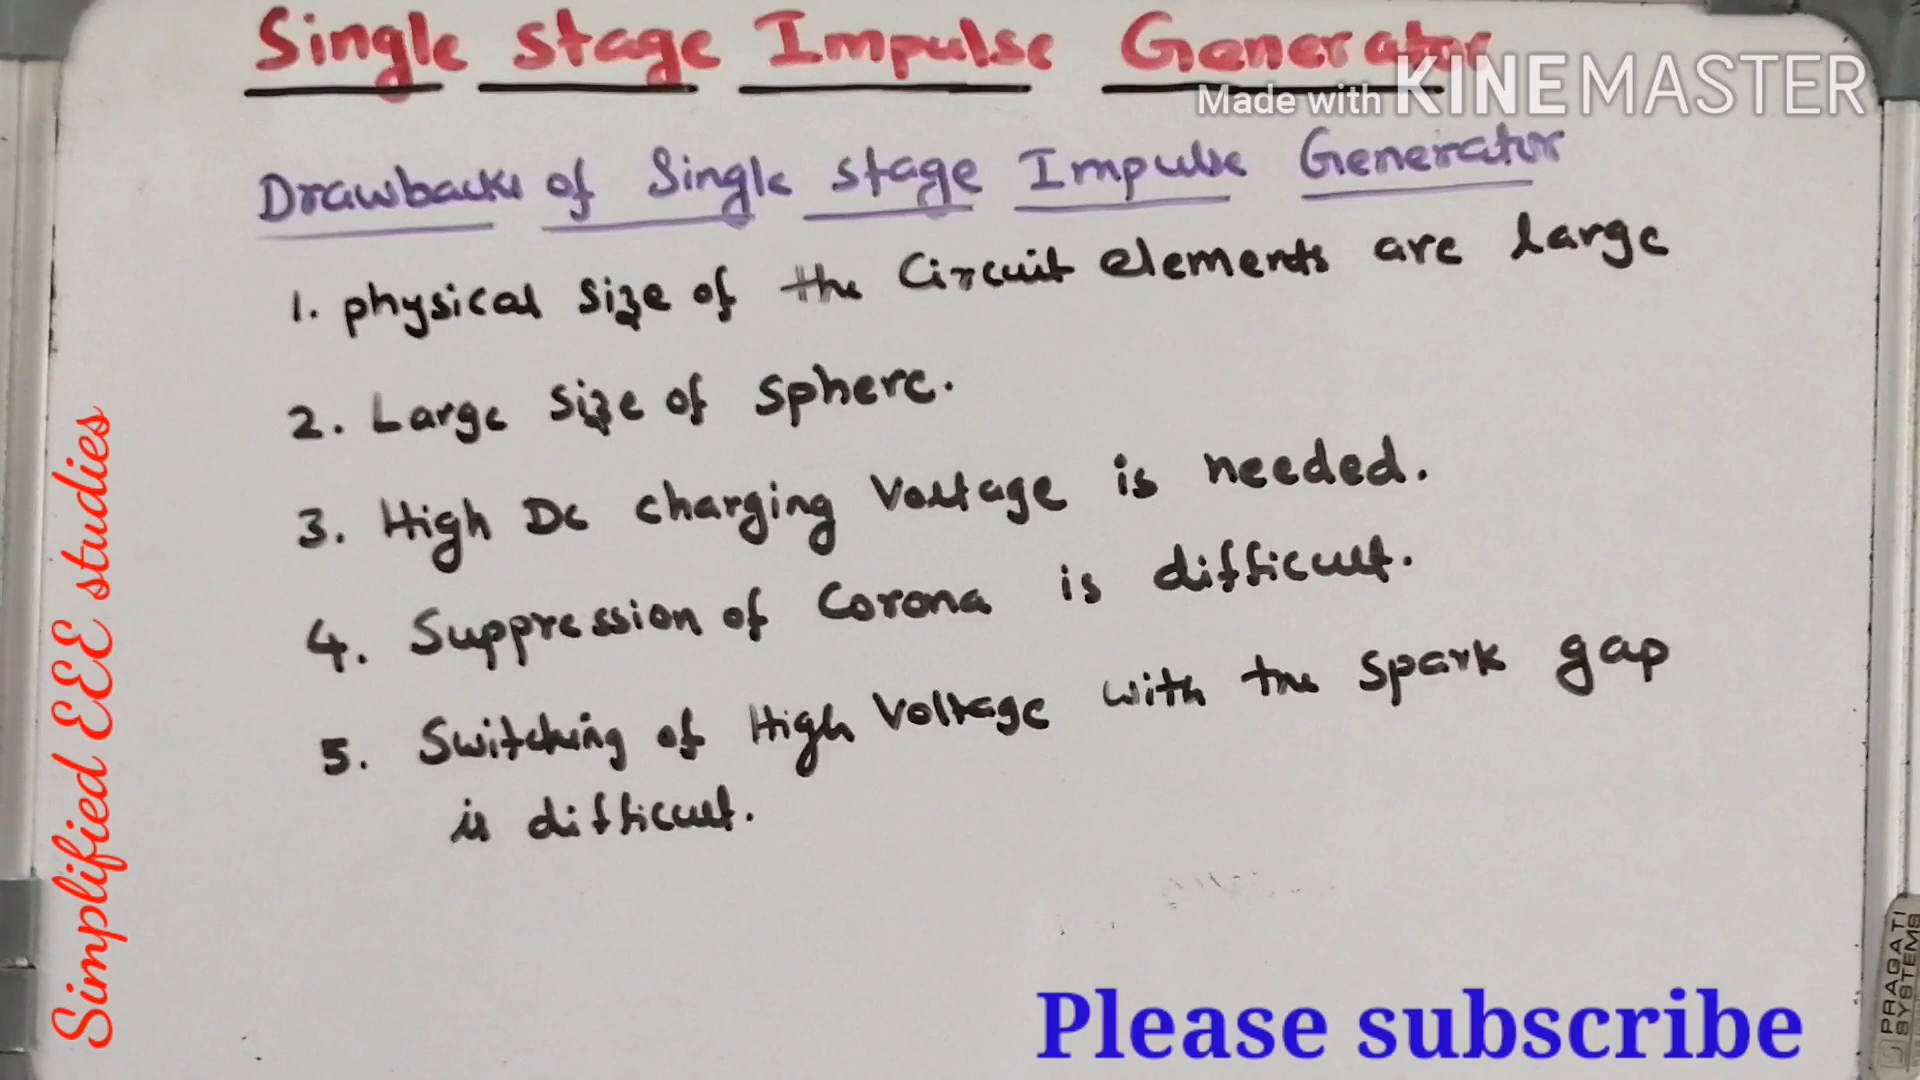 Single stage Impulse Generator
Made with KINEMASTER
Drawbacks of Single stage Impulse Generator
1. physical size of the Circuit elements are large
2. Large size of sphere.
3. High Dc charging Voltage is needed.
4. Suppression of Corona is difficult.
5. Switching of High Voltage with the spark gap
is difficult.
Simplified EEE studies
Please subscribe
PRAGATI
SYSTEMS